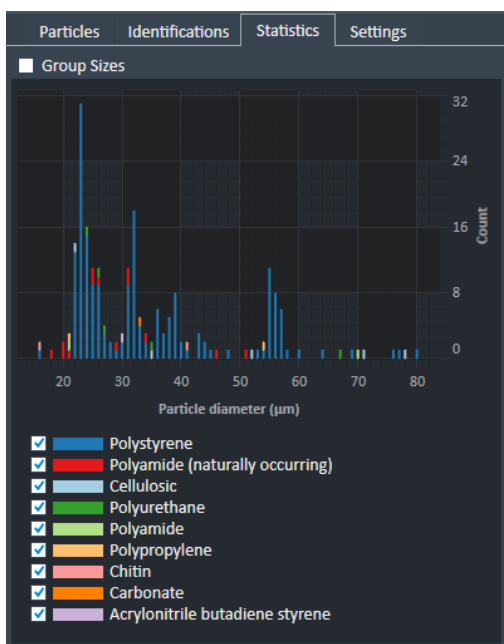 Particles Identifications Statistics Settings
Group Sizes
32
24
16
8
0
Count
20 30 40 50 60 70 80
Particle diameter (µm)
Polystyrene
Polyamide (naturally occurring)
Cellulosic
Polyurethane
Polyamide
Polypropylene
Chitin
Carbonate
Acrylonitrile butadiene styrene